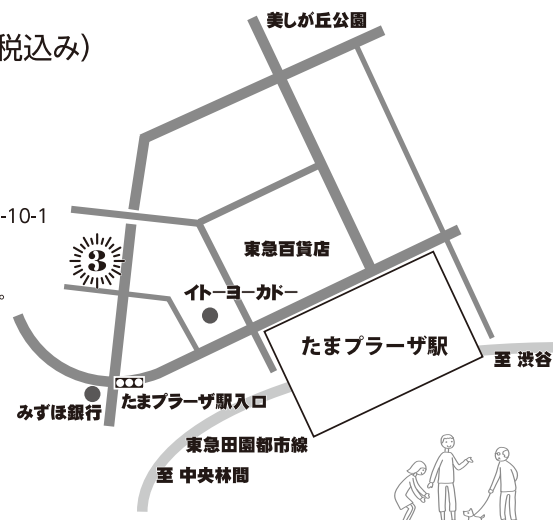 税込み)
美しが丘公園
-10-1
3
東急百貨店
イトーヨーカドー
。
たまプラーザ駅
至 渋谷
たまプラーザ駅入口
みずほ銀行
東急田園都市線
至 中央林間